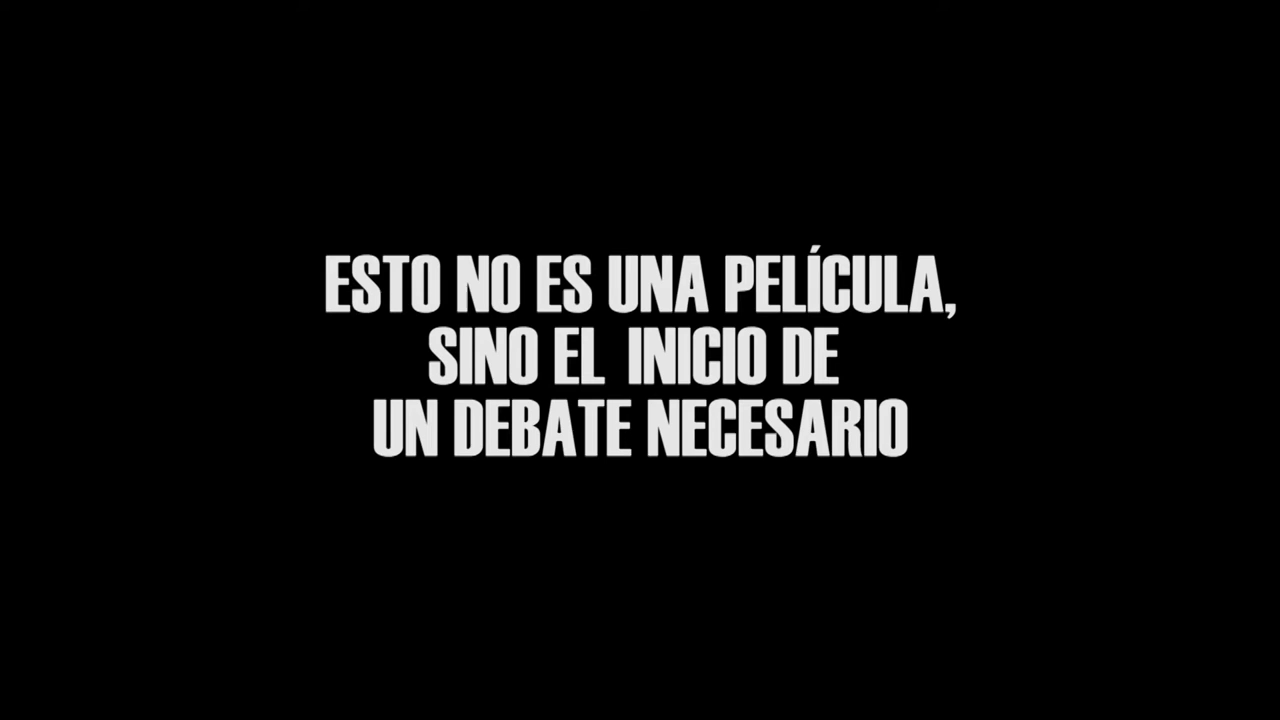 ESTO NO ES UNA PELÍCULA,
SINO EL INICIO DE
UN DEBATE NECESARIO